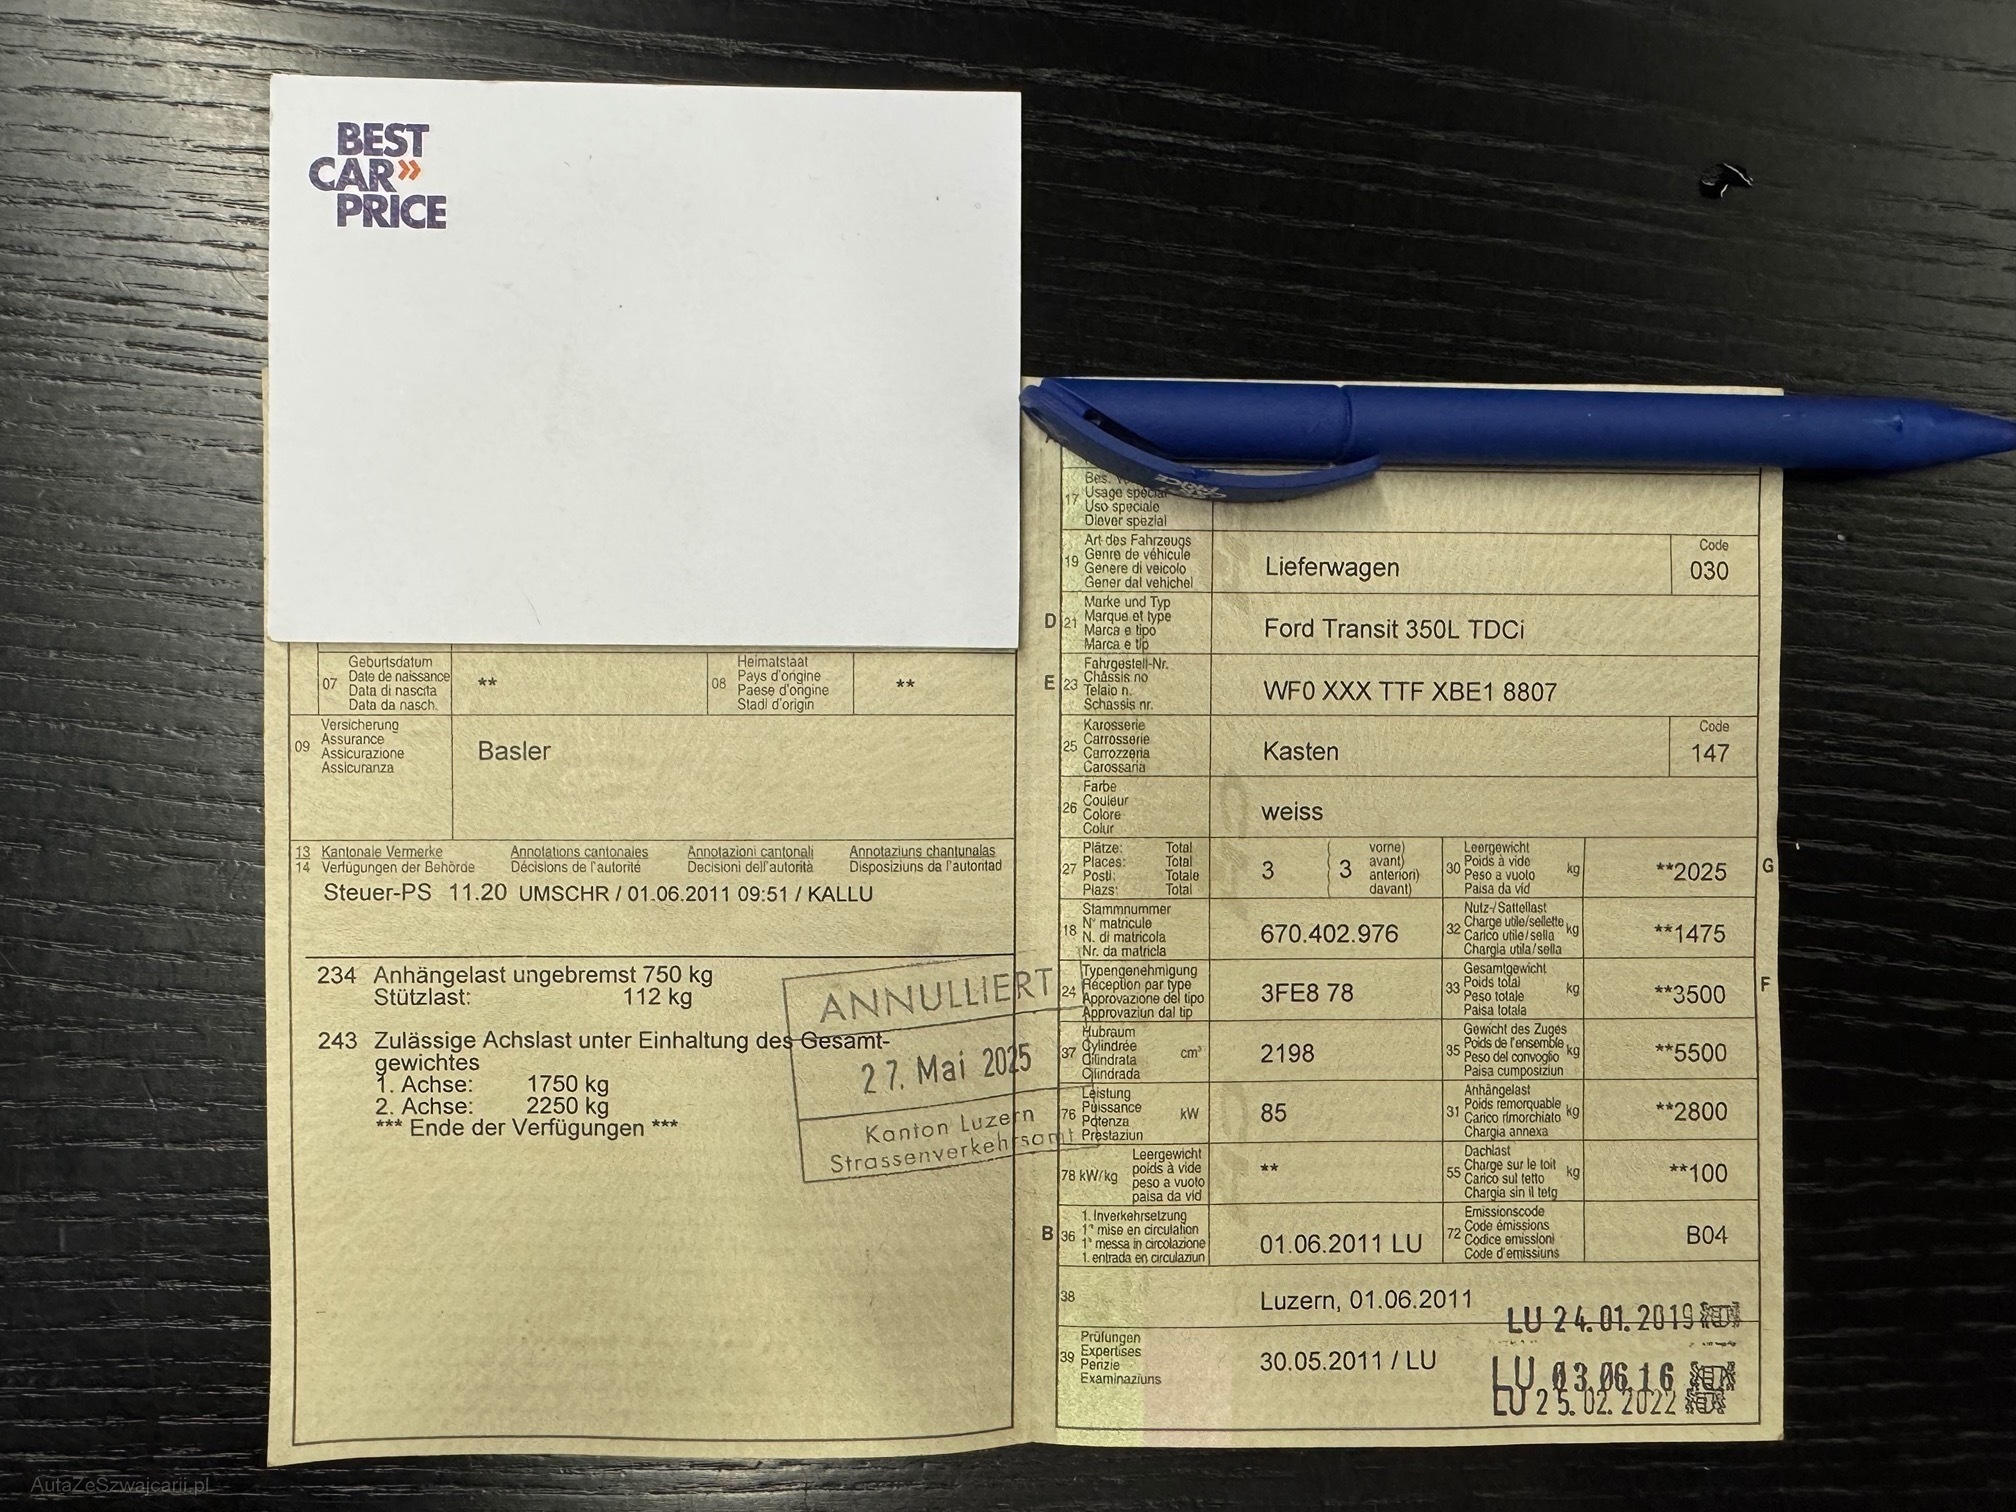 BEST
CAR»
PRICE
07 Geburtsdatum
Date de naissance
Data di nascita
Data da nasch.
**
08 Heimatstaat
Pays d'origine
Paese d'origine
Stadi d'origin
**
09 Versicherung
Assurance
Assicurazione
Assicuranza
Basler
13 Kantonale Vermerke Annotations cantonales Annotazioni cantonali Annotaziuns chantunalas
14 Verfügungen der Behörde Décisions de l'autorité Decisioni dell'autorità Disposiziuns da l'autoritad
Steuer-PS 11.20 UMSCHR / 01.06.2011 09:51 / KALLU
234 Anhängelast ungebremst 750 kg
Stützlast: 112 kg
243 Zulässige Achslast unter Einhaltung des Gesamt-
gewichtes
1. Achse: 1750 kg
2. Achse: 2250 kg
*** Ende der Verfügungen ***
ANNULLIERT
27. Mai 2025
Kanton Luzern
Strassenverkehrsamt
17 Bes.
Usage spécial
Uso speciale
Diever spezial
19 Art des Fahrzeugs
Genre de véhicule
Genere di veicolo
Gener dal vehichel
Lieferwagen
Code
030
D 21 Marke und Typ
Marque et type
Marca e tipo
Marca e tip
Ford Transit 350L TDCi
E 23 Fahrgestell-Nr.
Châssis no
Telaio n.
Schassis nr.
WF0 XXX TTF XBE1 8807
25 Karosserie
Carrosserie
Carrozzeria
Carossaria
Kasten
Code
147
26 Farbe
Couleur
Colore
Colur
weiss
27 Plätze: Total
Places: Total
Posti: Totale
Plazs: Total
3
3
vorne)
avant)
anteriori)
davant)
30 Leergewicht
Poids à vide
Peso a vuoto
Paisa da vid
kg
**2025
G
18 Stammnummer
N° matricule
N. di matricola
Nr. da matricla
670.402.976
32 Nutz-/Sattellast
Charge utile/sellette
Carico utile/sella
Chargia utila/sella
kg
**1475
24 Typengenehmigung
Réception par type
Approvazione del tipo
Approvaziun dal tip
3FE8 78
33 Gesamtgewicht
Poids total
Peso totale
Paisa totala
kg
**3500
F
37 Hubraum
Cylindrée
Cilindrata
Cilindrada
cm³
2198
35 Gewicht des Zuges
Poids de l'ensemble
Peso del convoglio
Paisa cumposiziun
kg
**5500
76 Leistung
Puissance
Potenza
Prestaziun
kW
85
31 Anhängelast
Poids remorquable
Carico rimorchiato
Chargia annexa
kg
**2800
78 kW/kg
Leergewicht
poids à vide
peso a vuoto
paisa da vid
**
55 Dachlast
Charge sur le toit
Carico sul tetto
Chargia sin il tetg
kg
**100
B 36 1. Inverkehrsetzung
1ʳᵉ mise en circulation
1ª messa in circolazione
1. entrada en circulaziun
01.06.2011 LU
72 Emissionscode
Code émissions
Codice emissioni
Code d'emissiuns
B04
38
Luzern, 01.06.2011
LU 24.01.2019
39 Prüfungen
Expertises
Perizie
Examinaziuns
30.05.2011 / LU
LU 03.06.16
LU 25.02.2022
AutaZeSzwajcarii.pl